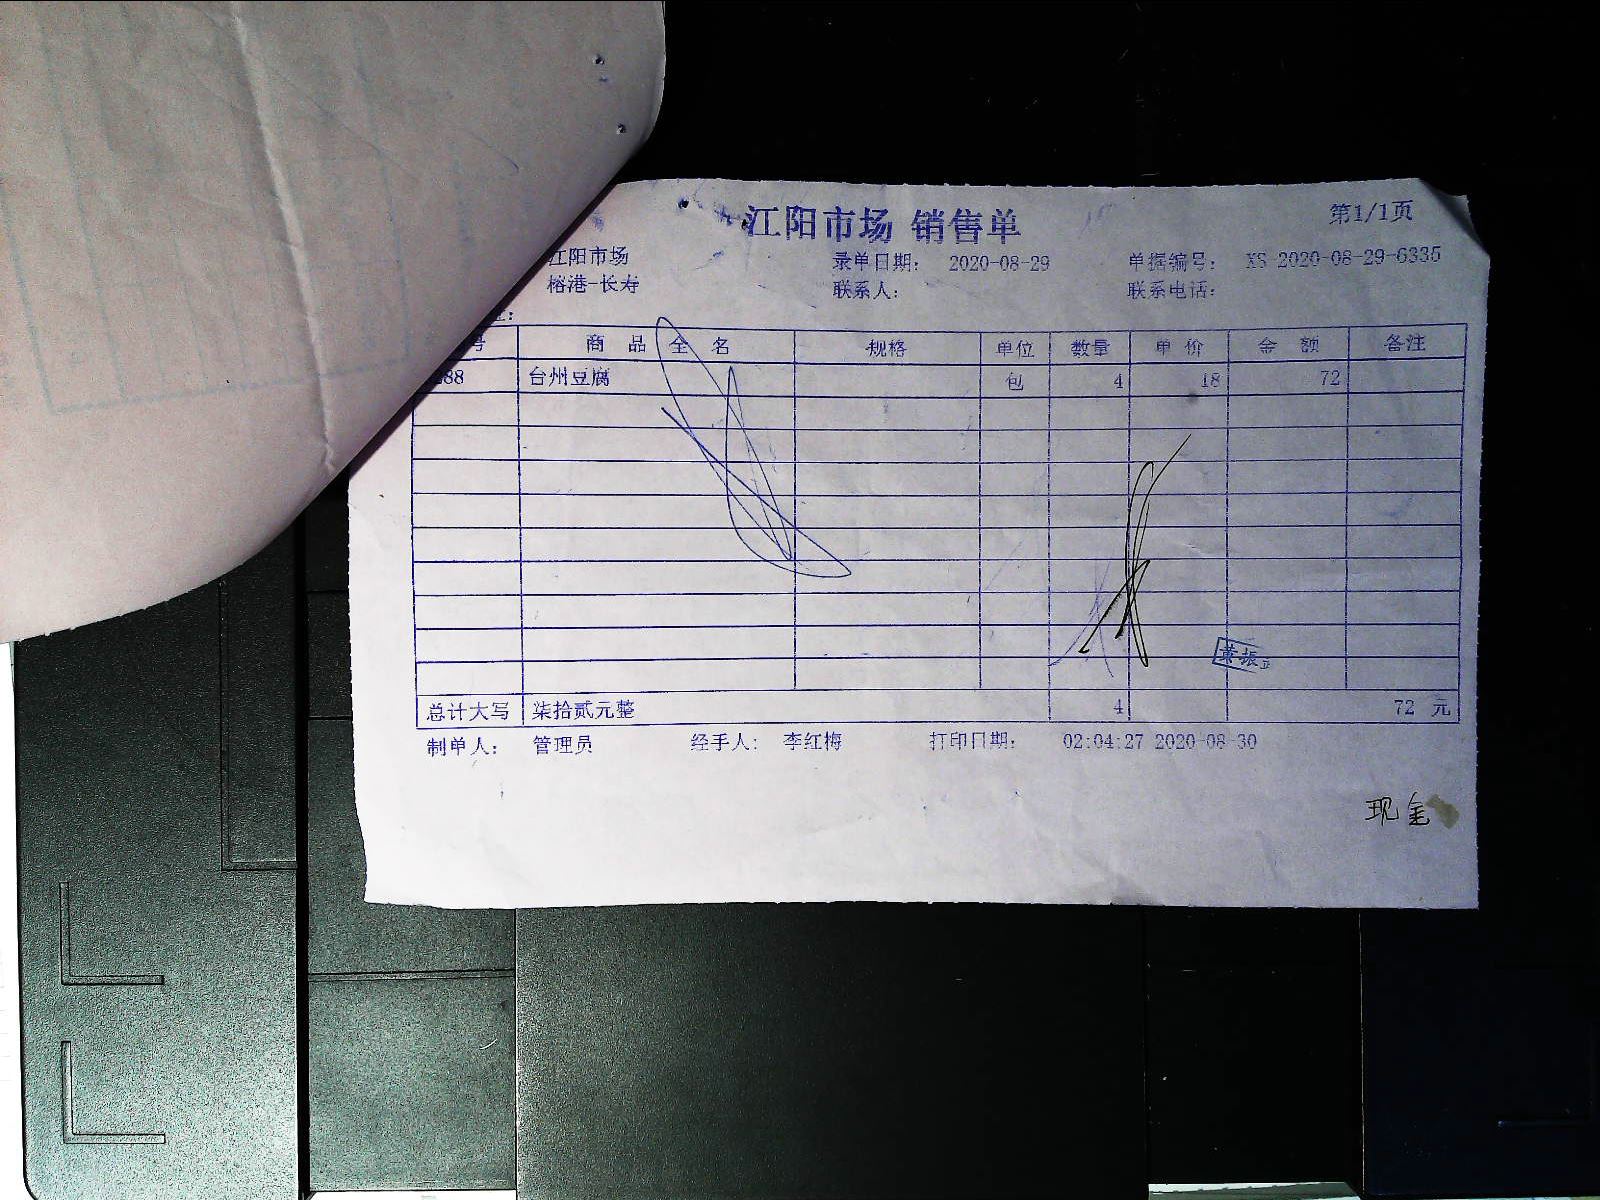 江阳市场 销售单
第1/1页
江阳市场 录单日期: 2020-08-29 单据编号: XS-2020-08-29-6335
榕港-长寿 联系人: 联系电话:
号 商品全名 规格 单位 数量 单价 金额 备注
88 台州豆腐 包 4 18 72
总计大写 柒拾贰元整 4 72 元
制单人: 管理员 经手人: 李红梅 打印日期: 02:04:27 2020-08-30
现金